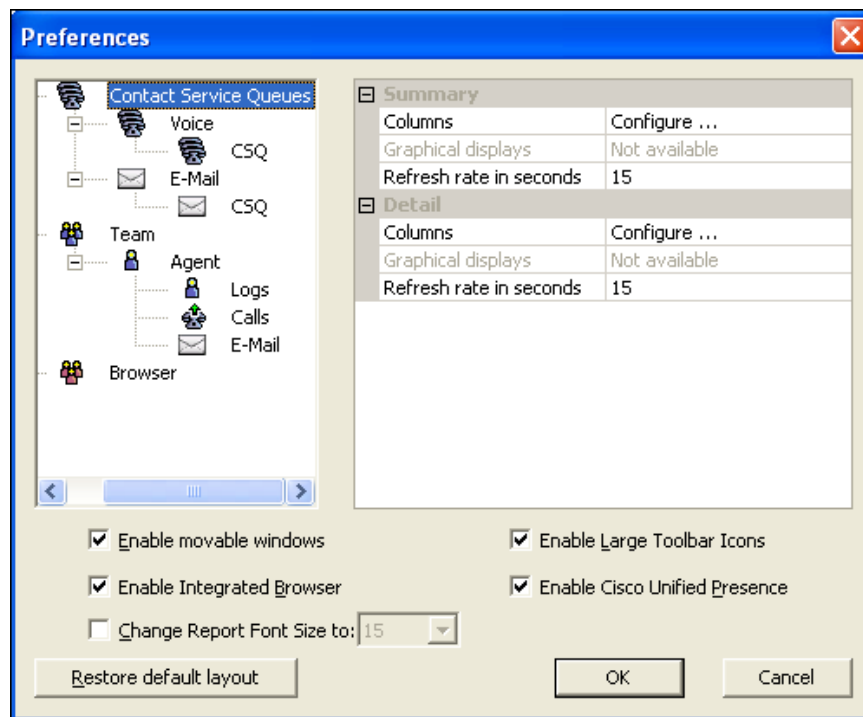 Preferences
Contact Service Queues
Voice
CSQ
E-Mail
CSQ
Team
Agent
Logs
Calls
E-Mail
Browser
Summary
Columns Configure ...
Graphical displays Not available
Refresh rate in seconds 15
Detail
Columns Configure ...
Graphical displays Not available
Refresh rate in seconds 15
Enable movable windows
Enable Large Toolbar Icons
Enable Integrated Browser
Enable Cisco Unified Presence
Change Report Font Size to: 15
Restore default layout
OK
Cancel